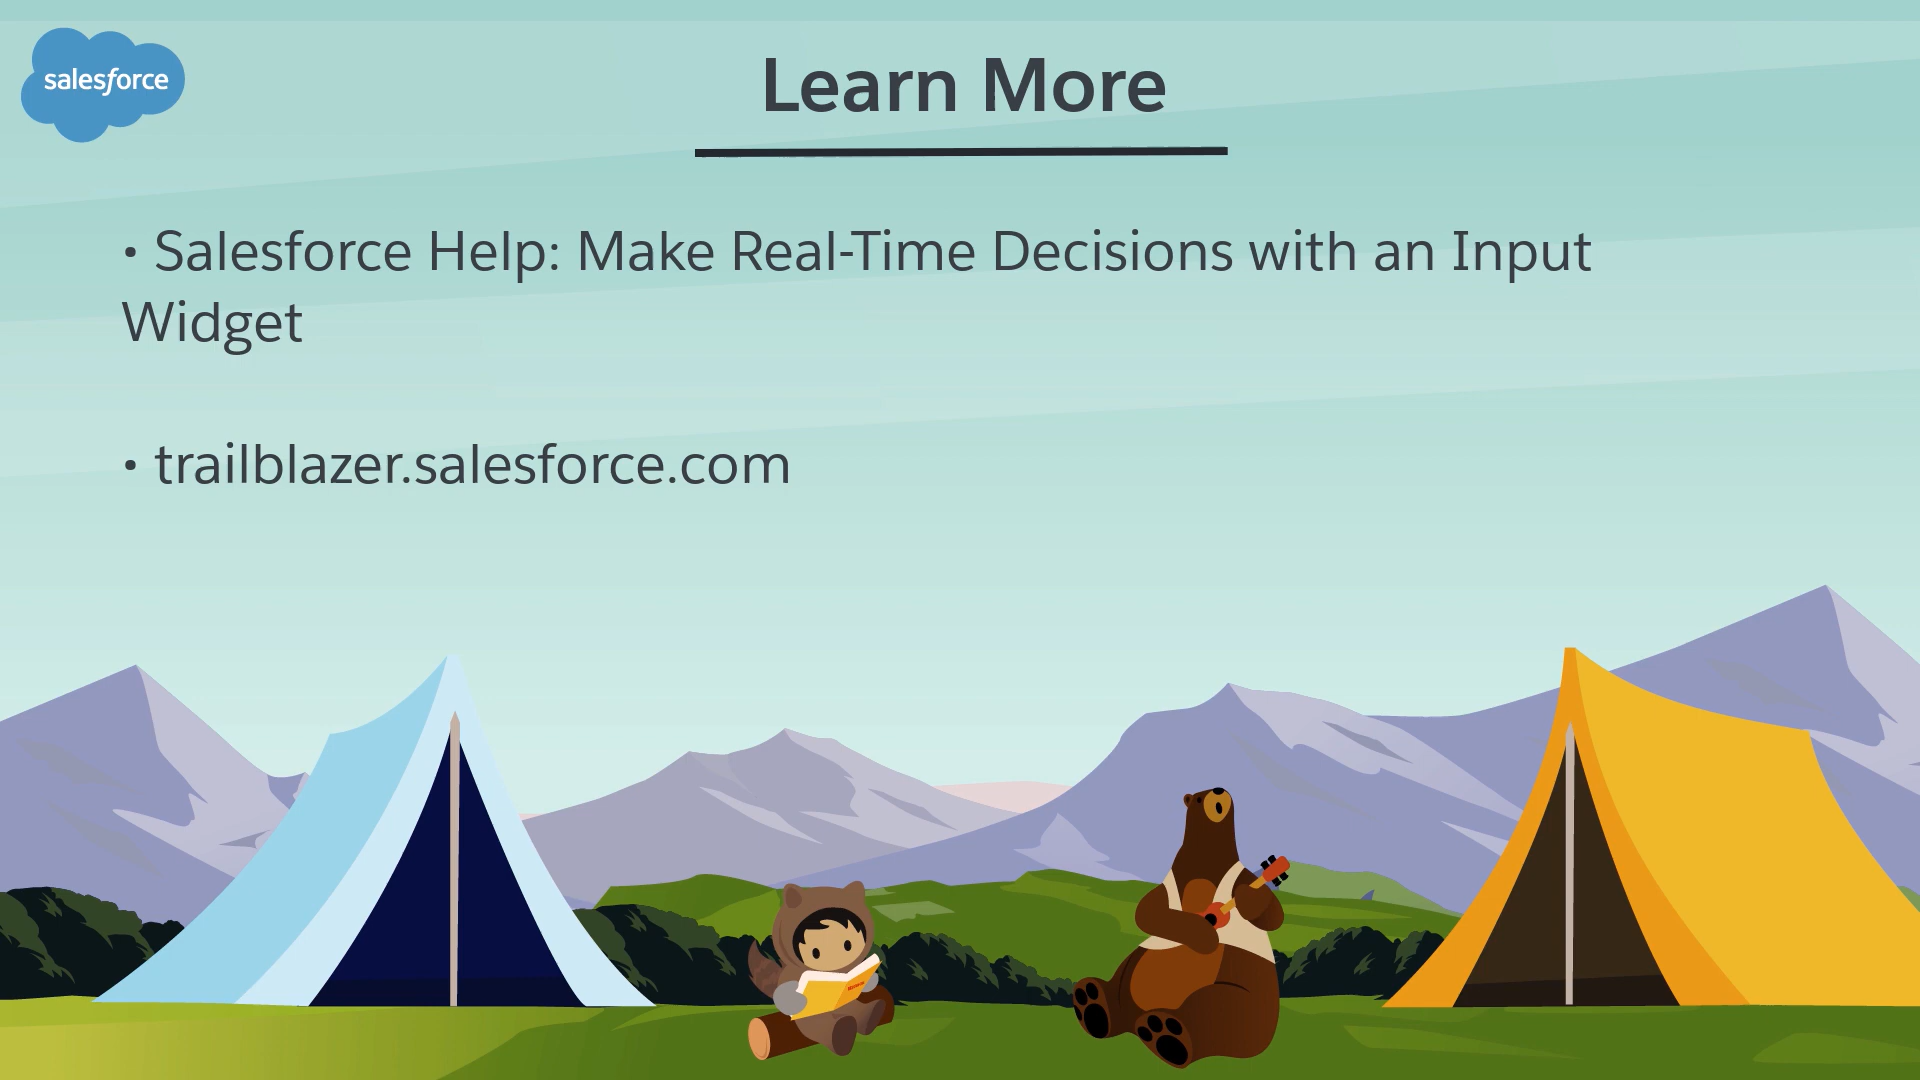 salesforce
Learn More
• Salesforce Help: Make Real-Time Decisions with an Input
Widget
• trailblazer.salesforce.com